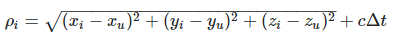 ρᵢ = √(xᵢ − xᵤ)² + (yᵢ − yᵤ)² + (zᵢ − zᵤ)² + cΔt